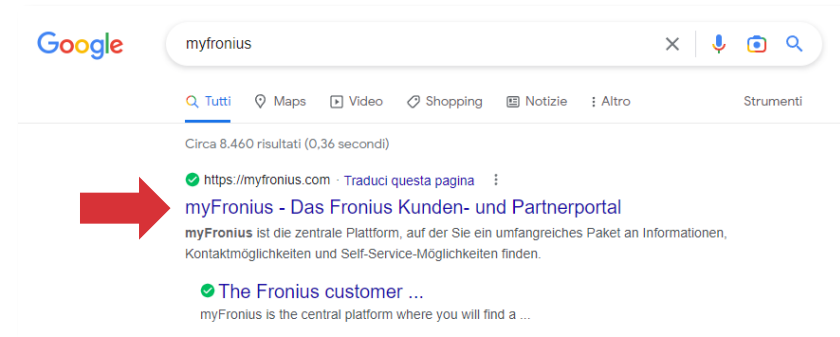 Google
myfronius
Tutti Maps Video Shopping Notizie Altro Strumenti
Circa 8.460 risultati (0,36 secondi)
https://myfronius.com · Traduci questa pagina
myFronius - Das Fronius Kunden- und Partnerportal
myFronius ist die zentrale Plattform, auf der Sie ein umfangreiches Paket an Informationen,
Kontaktmöglichkeiten und Self-Service-Möglichkeiten finden.
The Fronius customer ...
myFronius is the central platform where you will find a ...